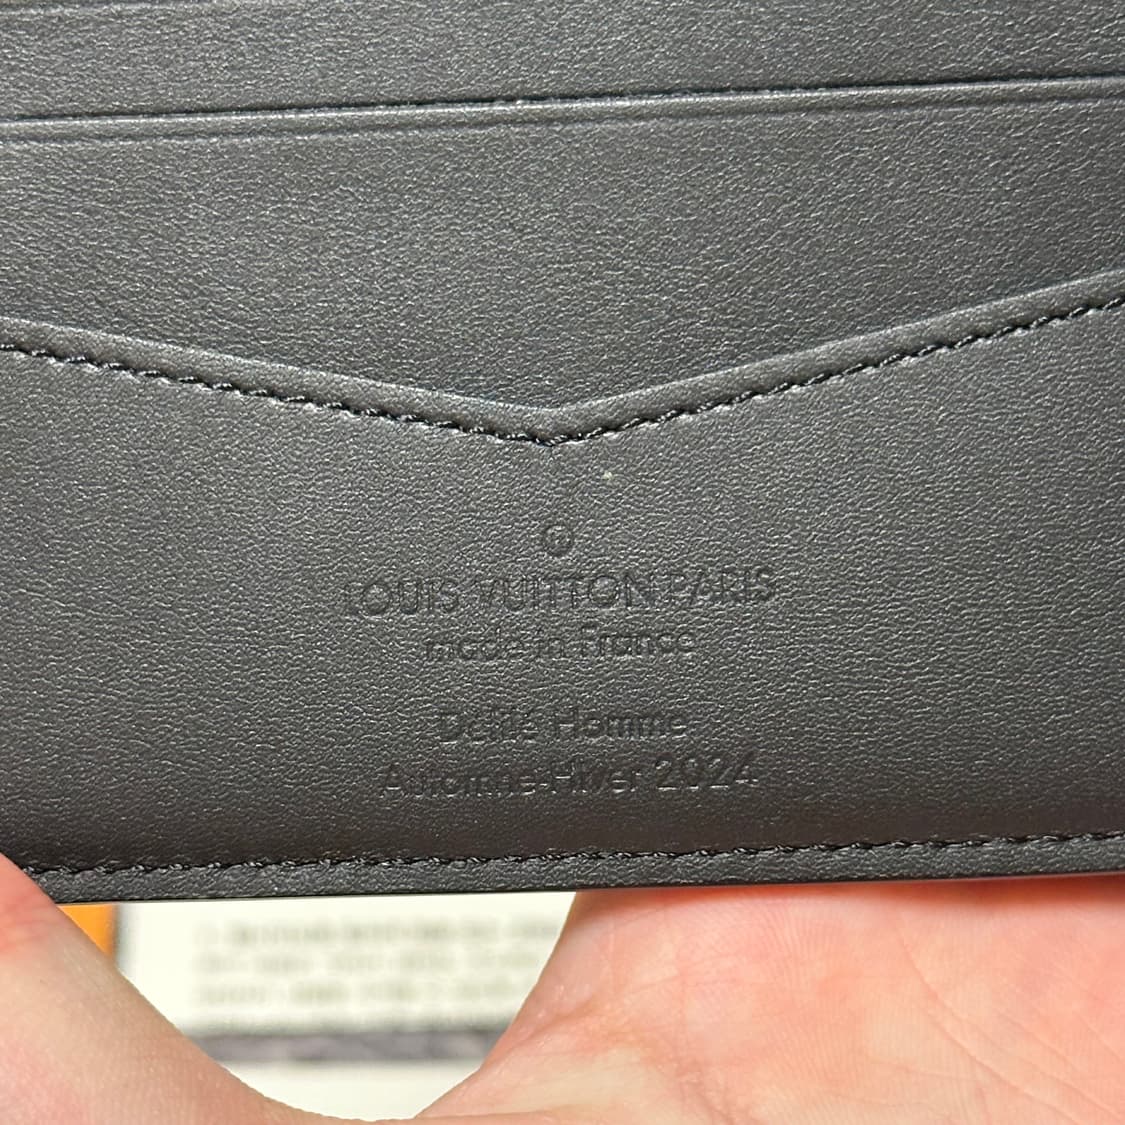 ®
LOUIS VUITTON PARIS
made in France
Défilé Homme
Automne-Hiver 2024